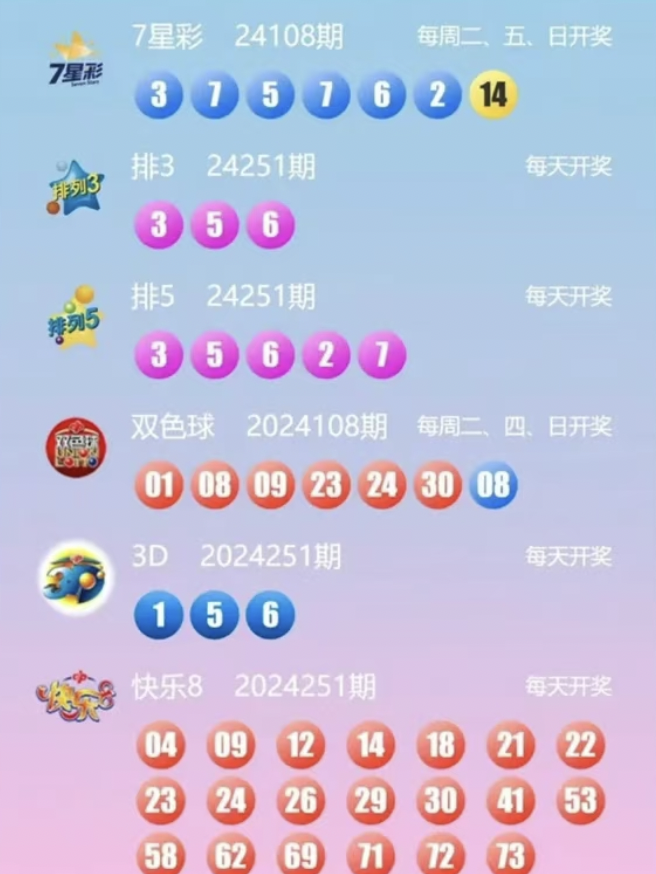 7星彩 24108期 每周二、五、日开奖
7星彩
3 7 5 7 6 2 14
排3 24251期 每天开奖
排列3
3 5 6
排5 24251期 每天开奖
排列5
3 5 6 2 7
双色球 2024108期 每周二、四、日开奖
双色球
01 08 09 23 24 30 08
3D 2024251期 每天开奖
3D
1 5 6
快乐8 2024251期 每天开奖
04 09 12 14 18 21 22
23 24 26 29 30 41 53
58 62 69 71 72 73